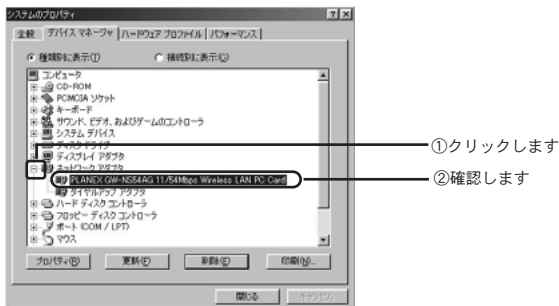 システムのプロパティ
全般 デバイス マネージャ ハードウェア プロファイル パフォーマンス
種類別に表示(T) 接続別に表示(C)
コンピュータ
CD-ROM
PCMCIA ソケット
キーボード
サウンド、ビデオ、およびゲームのコントローラ
システム デバイス
ディスク ドライブ
ディスプレイ アダプタ
ネットワーク アダプタ
PLANEX GW-NS54AG 11/54Mbps Wireless LAN PC Card
ダイヤルアップ アダプタ
ハード ディスク コントローラ
フロッピー ディスク コントローラ
ポート (COM / LPT)
マウス
プロパティ(R) 更新(F) 削除(E) 印刷(N)...
閉じる キャンセル
①クリックします
②確認します